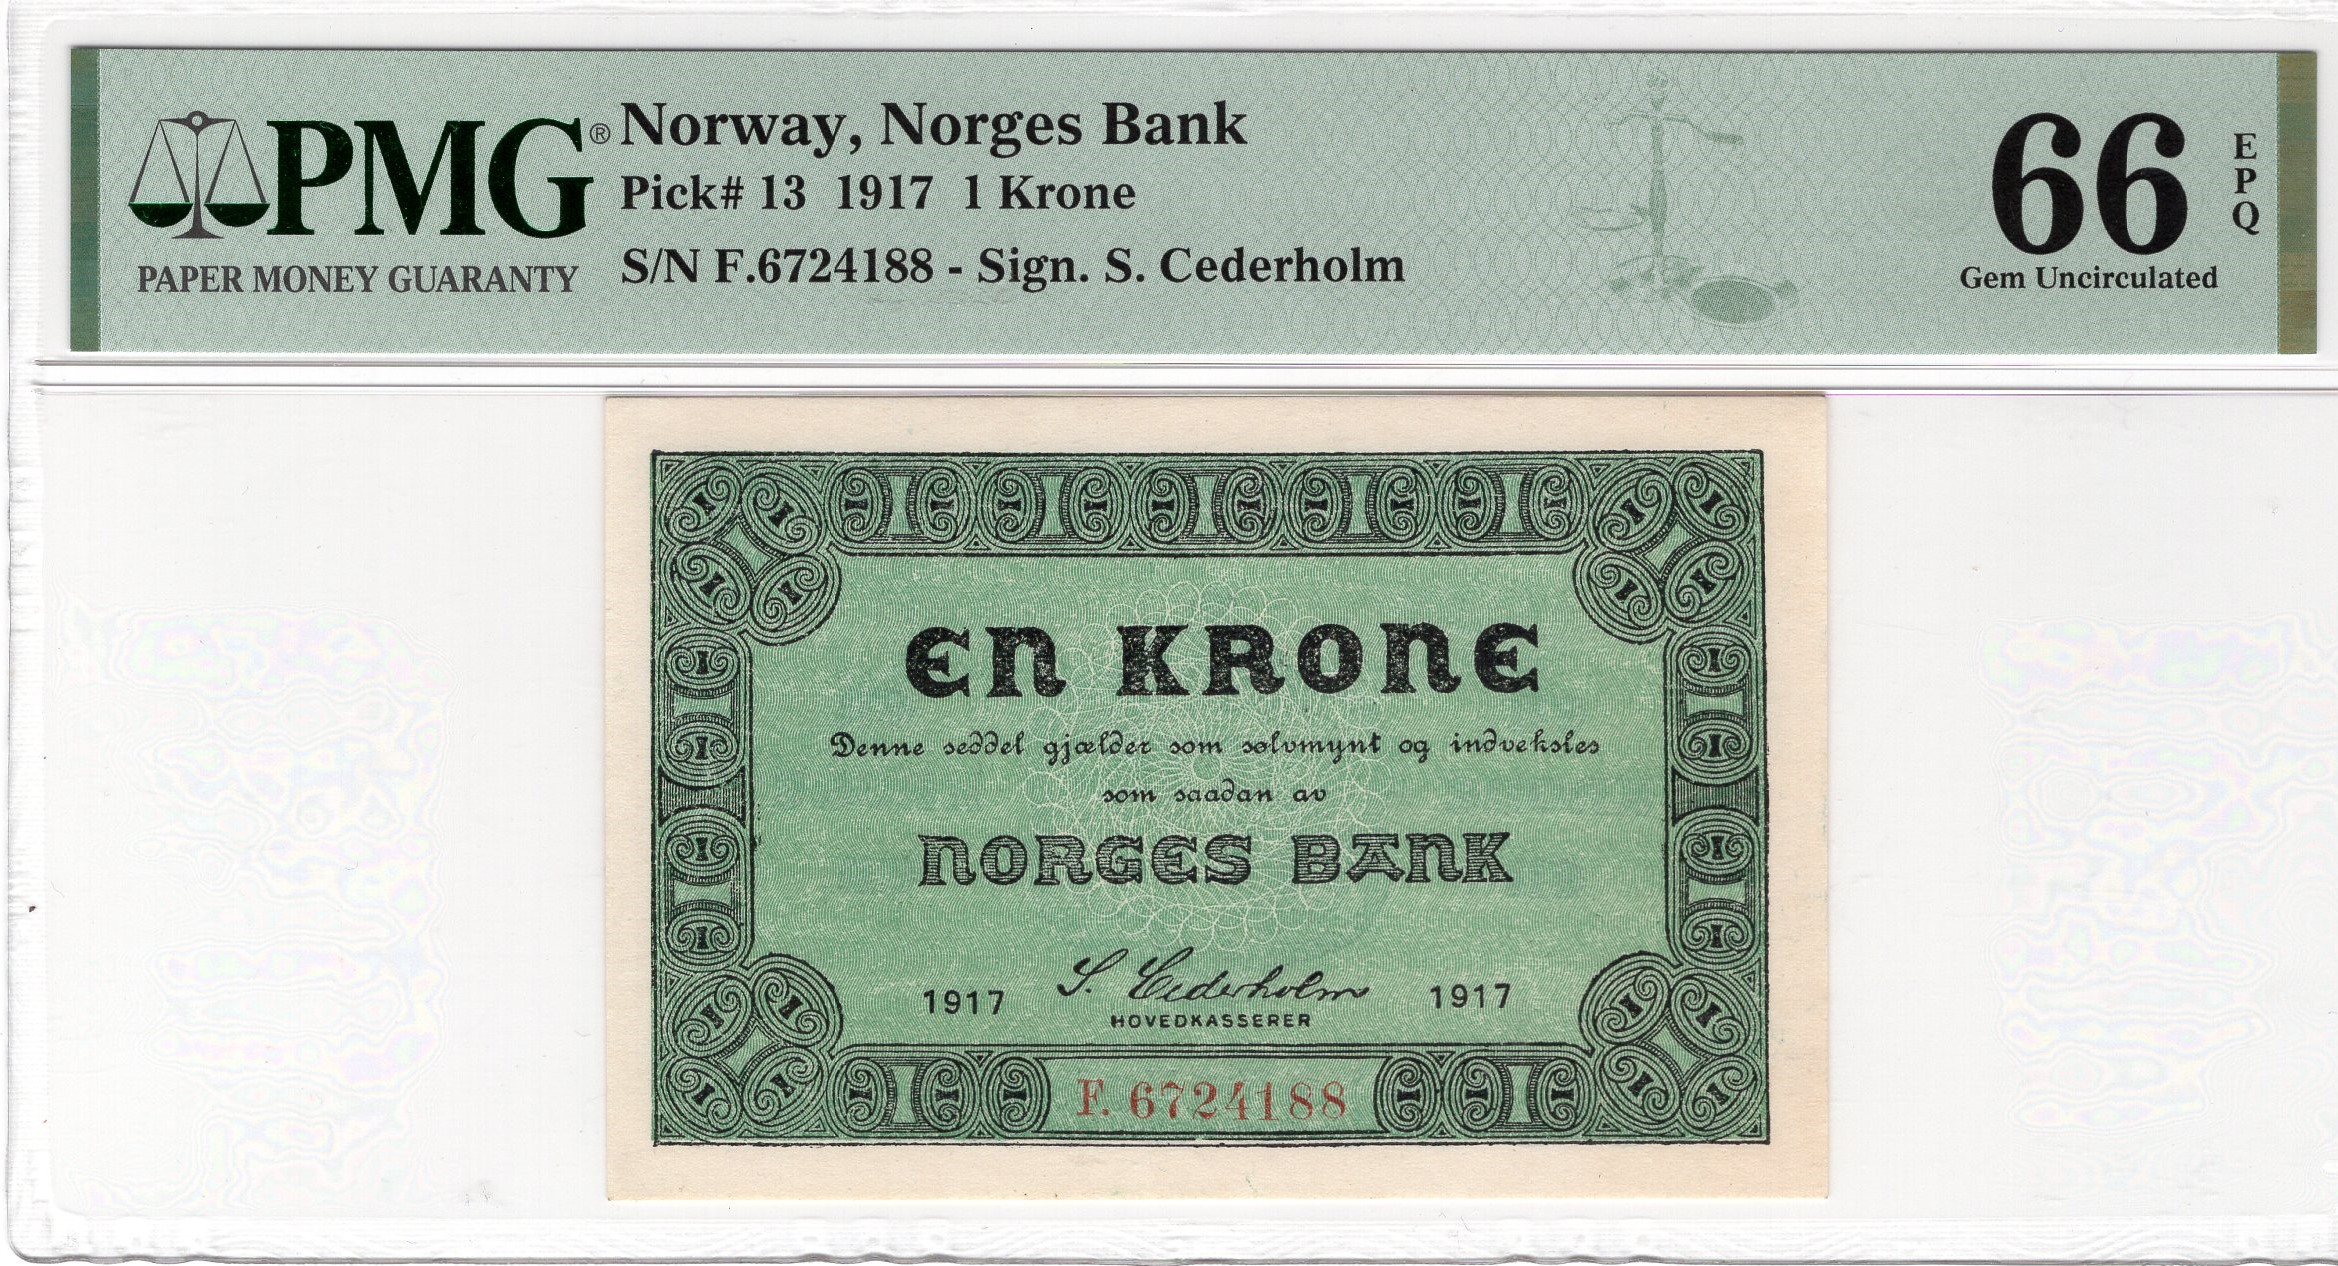 PMG®
PAPER MONEY GUARANTY
Norway, Norges Bank
Pick# 13 1917 1 Krone
S/N F.6724188 - Sign. S. Cederholm
66
EPQ
Gem Uncirculated
EN KRONE
Denne seddel gjælder som sølvmynt og indveksles
som saadan av
NORGES BANK
1917 S. Cederholm 1917
HOVEDKASSERER
F. 6724188